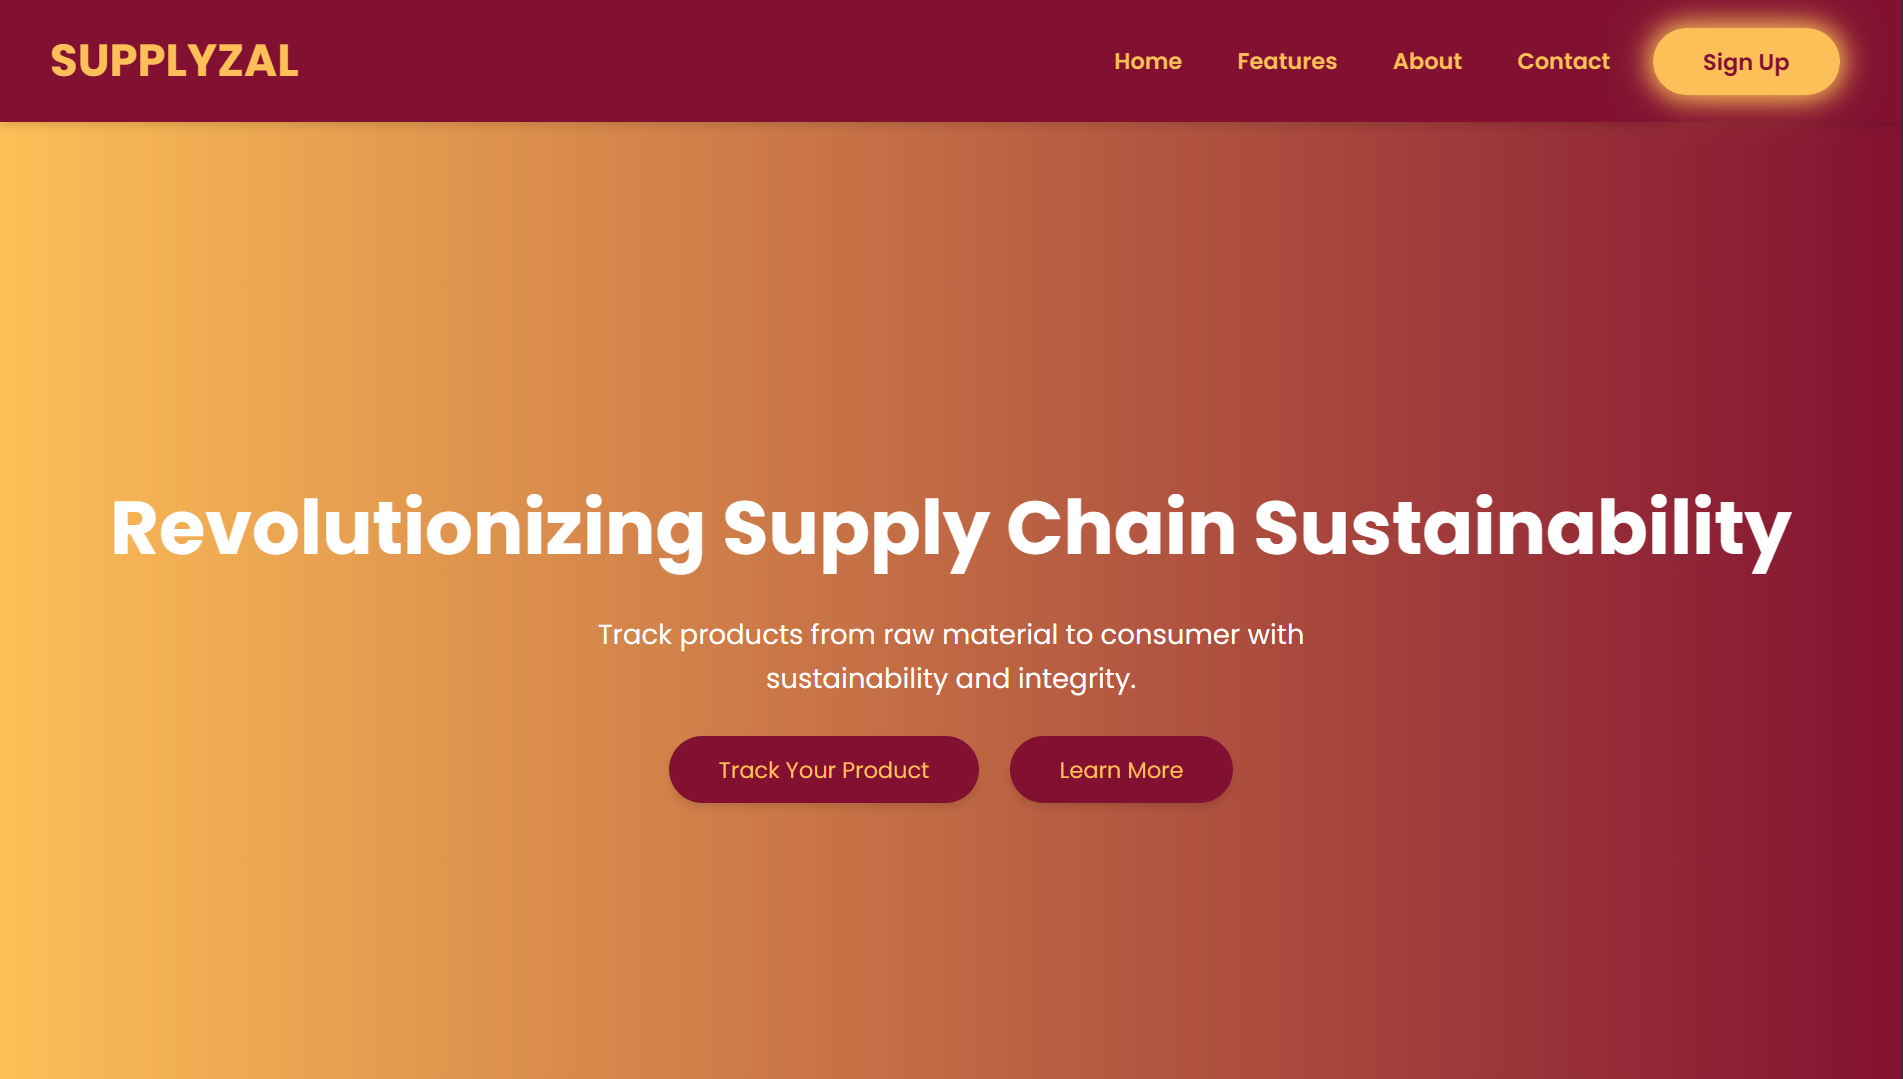 SUPPLYZAL
Home Features About Contact Sign Up
Revolutionizing Supply Chain Sustainability
Track products from raw material to consumer with
sustainability and integrity.
Track Your Product Learn More